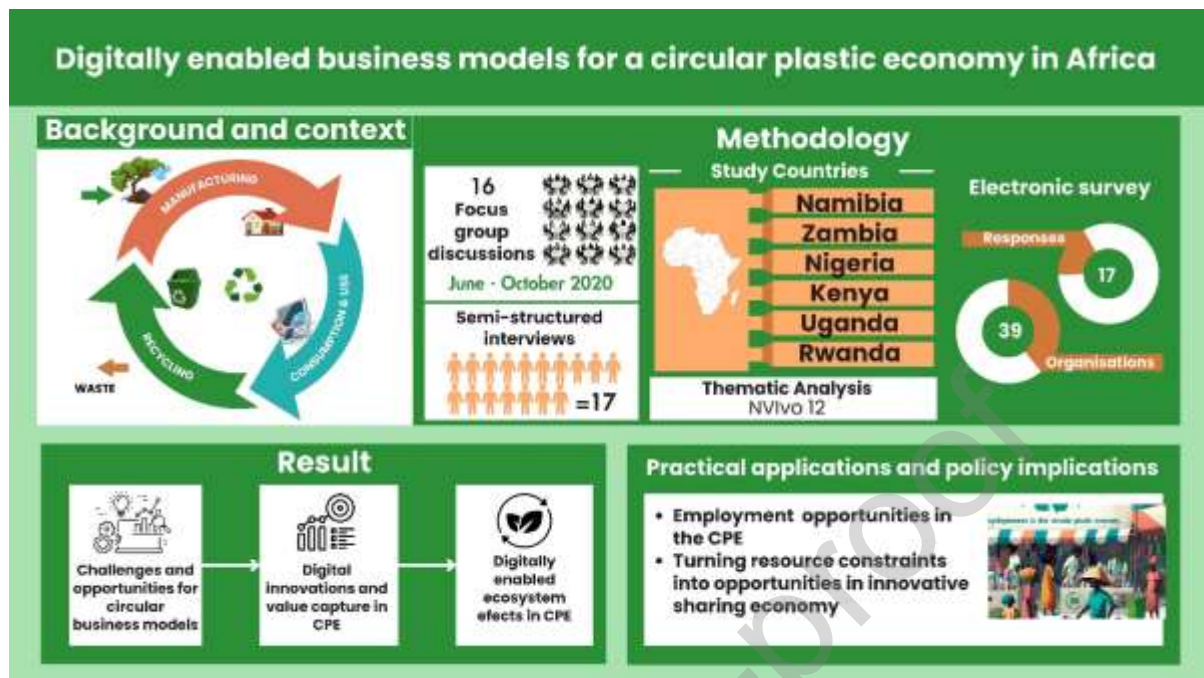 Digitally enabled business models for a circular plastic economy in Africa
Background and context
MANUFACTURING
CONSUMPTION & USE
RECYCLING
WASTE
Methodology
16
Focus
group
discussions
June - October 2020
Semi-structured
interviews
=17
Study Countries
Namibia
Zambia
Nigeria
Kenya
Uganda
Rwanda
Thematic Analysis
NVivo 12
Electronic survey
Responses
17
39
Organisations
Result
Challenges and
opportunities for
circular
business models
Digital
innovations and
value capture in
CPE
Digitally
enabled
ecosystem
efects in CPE
Practical applications and policy implications
• Employment opportunities in
the CPE
• Turning resource constraints
into opportunities in innovative
sharing economy
proof